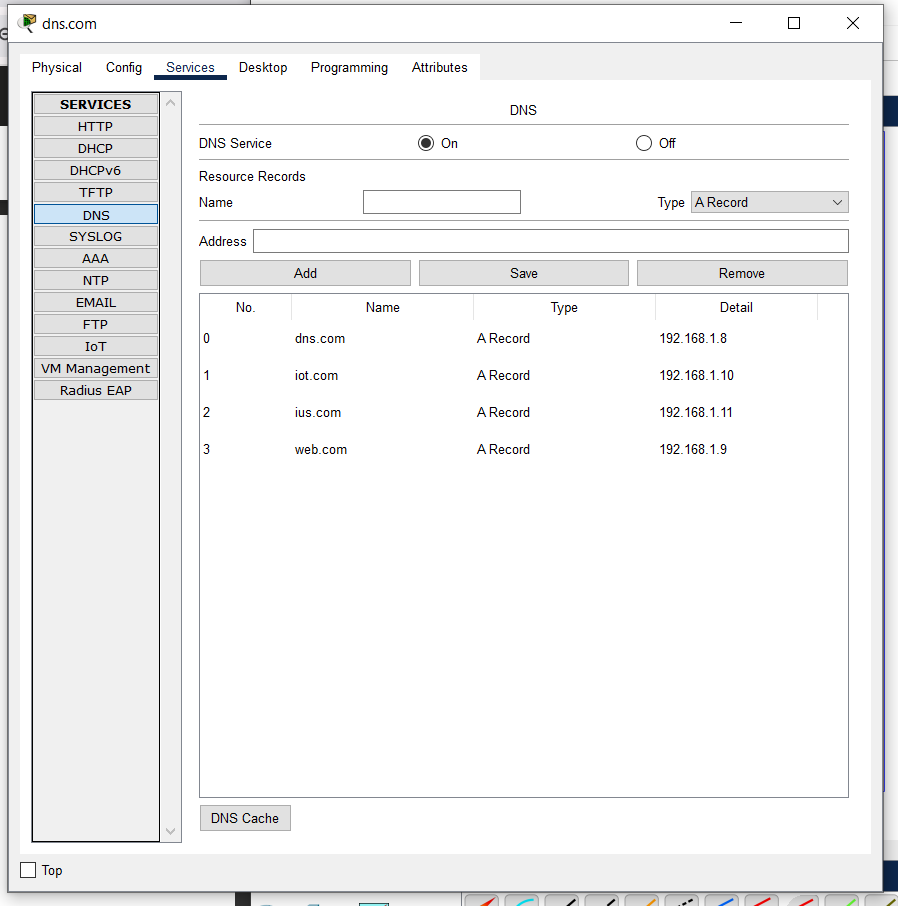 dns.com
Physical Config Services Desktop Programming Attributes
SERVICES
HTTP
DHCP
DHCPv6
TFTP
DNS
SYSLOG
AAA
NTP
EMAIL
FTP
IoT
VM Management
Radius EAP
DNS
DNS Service On Off
Resource Records
Name Type A Record
Address
Add Save Remove
No. Name Type Detail
0 dns.com A Record 192.168.1.8
1 iot.com A Record 192.168.1.10
2 ius.com A Record 192.168.1.11
3 web.com A Record 192.168.1.9
DNS Cache
Top